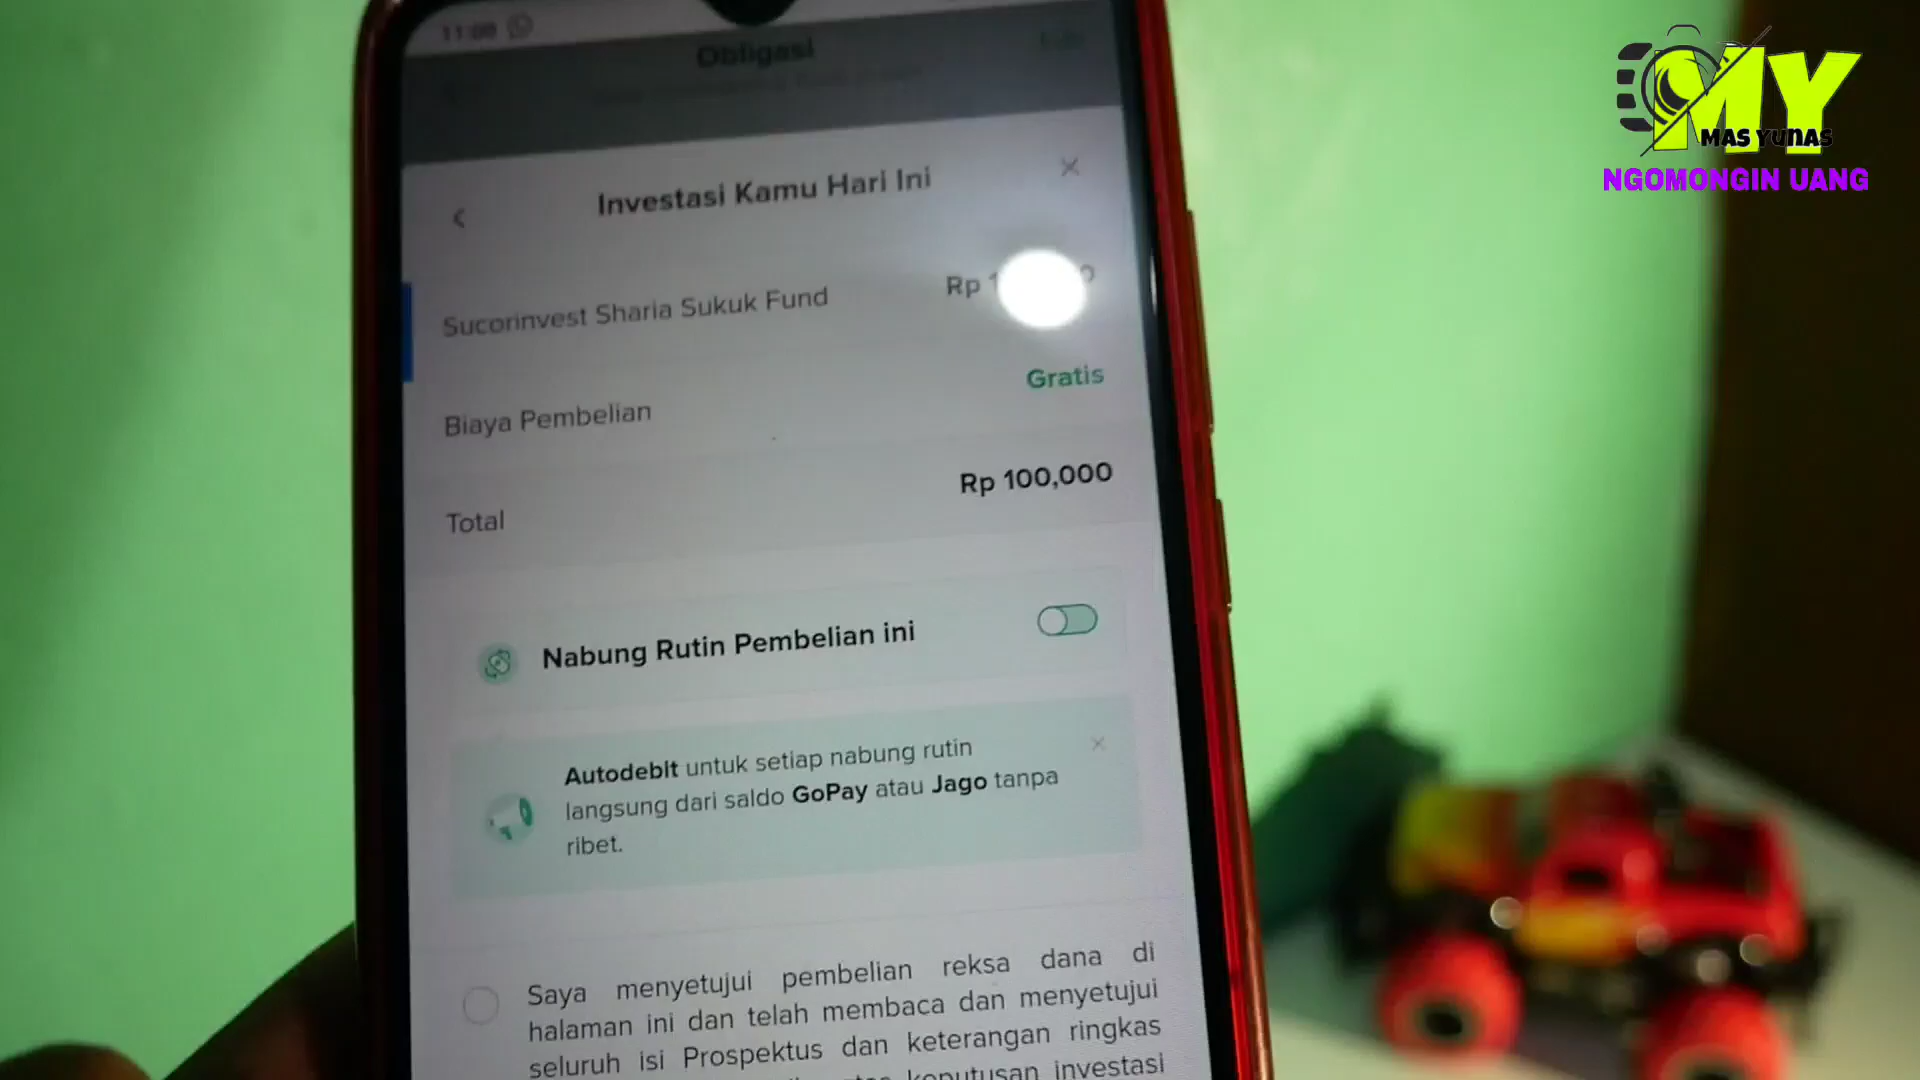 11:00
Obligasi
MY
MAS YUNAS
NGOMONGIN UANG
Investasi Kamu Hari Ini
Sucorinvest Sharia Sukuk Fund Rp
Biaya Pembelian Gratis
Total Rp 100,000
Nabung Rutin Pembelian ini
Autodebit untuk setiap nabung rutin
langsung dari saldo GoPay atau Jago tanpa
ribet.
Saya menyetujui pembelian reksa dana di
halaman ini dan telah membaca dan menyetujui
seluruh isi Prospektus dan keterangan ringkas
keputusan investasi